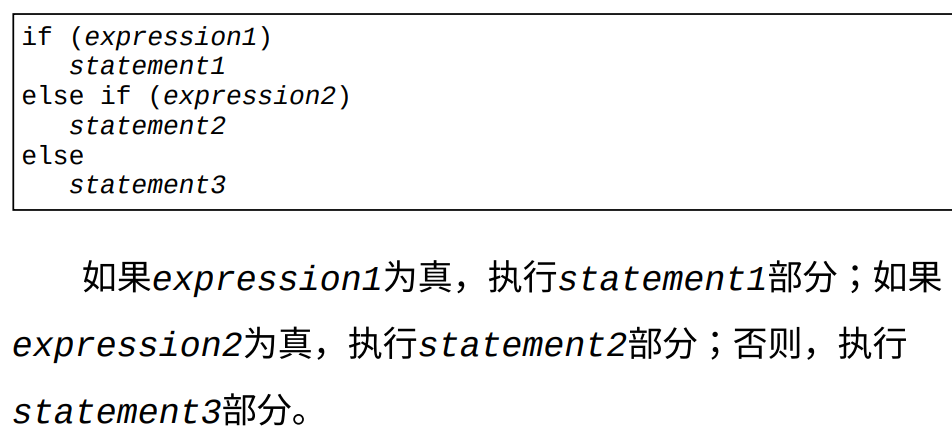 if (expression1)
statement1
else if (expression2)
statement2
else
statement3
如果expression1为真，执行statement1部分；如果
expression2为真，执行statement2部分；否则，执行
statement3部分。